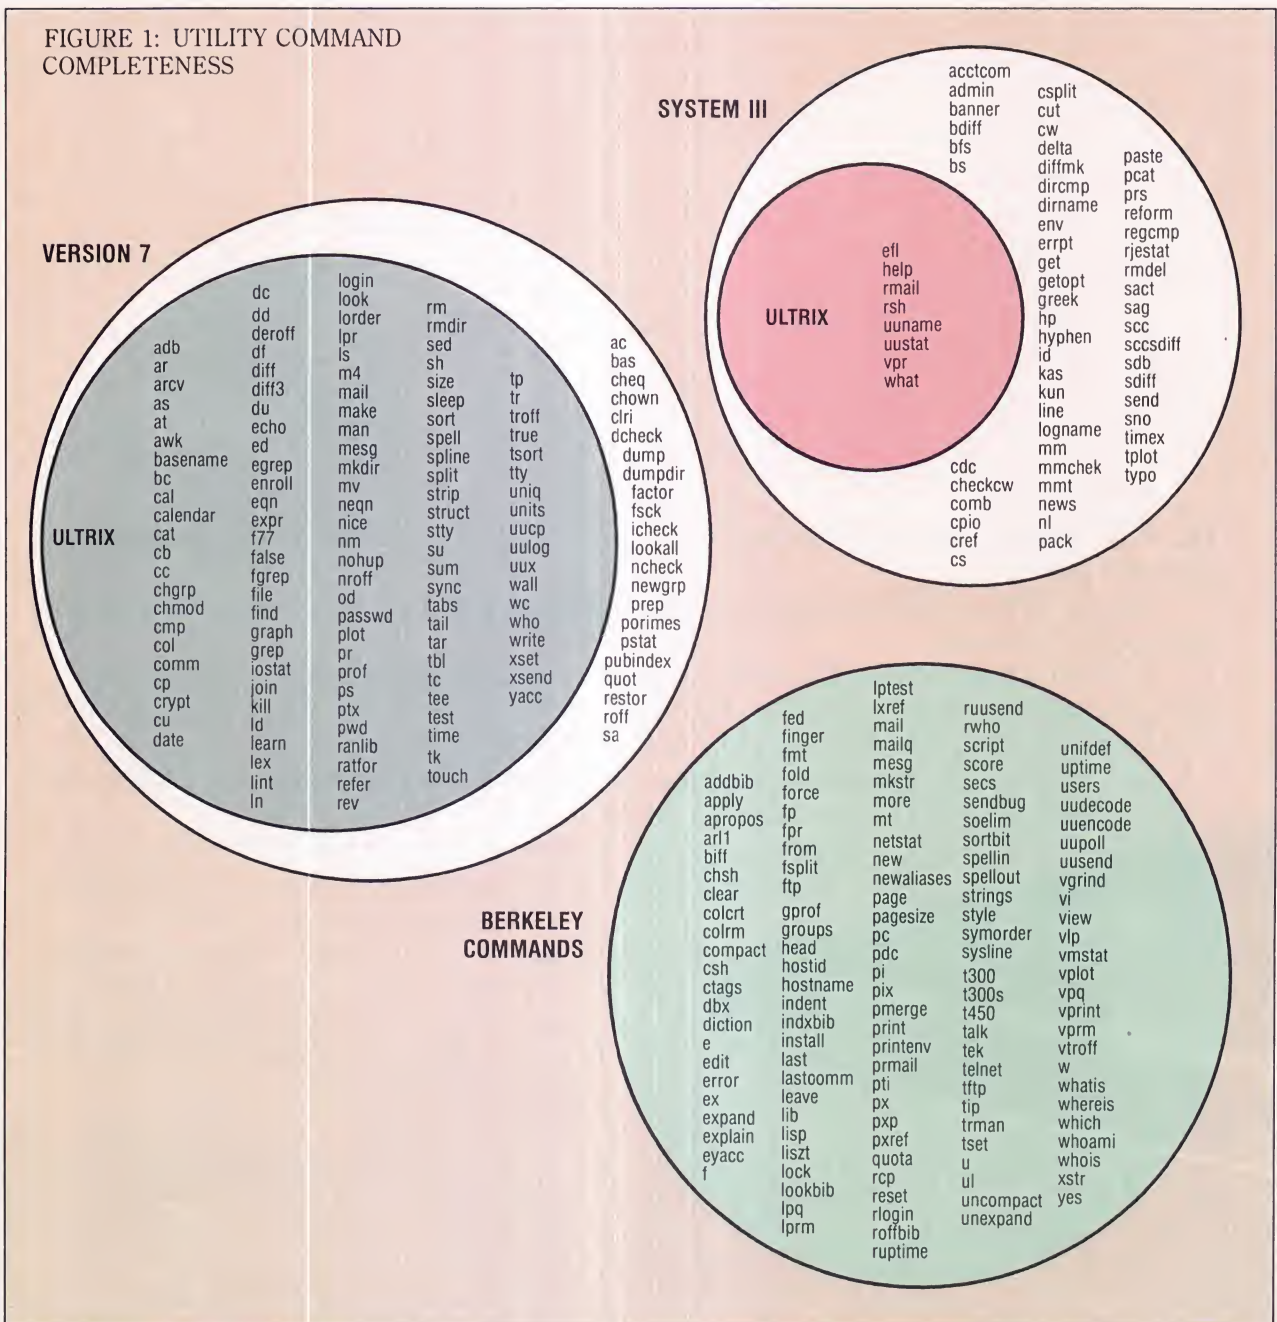 FIGURE 1: UTILITY COMMAND
COMPLETENESS
SYSTEM III
acctcom
admin
banner
bdiff
bfs
bs
cdc
checkcw
comb
cpio
cref
cs
csplit
cut
cw
delta
diffmk
dircmp
dirname
env
errpt
get
getopt
greek
hp
hyphen
id
kas
kun
line
logname
mm
mmchek
mmt
news
nl
pack
paste
pcat
prs
reform
regcmp
rjestat
rmdel
sact
sag
scc
sccsdiff
sdb
sdiff
send
sno
timex
tplot
typo
ULTRIX
efl
help
rmail
rsh
uuname
uustat
vpr
what
VERSION 7
ULTRIX
adb
ar
arcv
as
at
awk
basename
bc
cal
calendar
cat
cb
cc
chgrp
chmod
cmp
col
comm
cp
crypt
cu
date
dc
dd
deroff
df
diff
diff3
du
echo
ed
egrep
enroll
eqn
expr
f77
false
fgrep
file
find
graph
grep
iostat
join
kill
ld
learn
lex
lint
ln
login
look
lorder
lpr
ls
m4
mail
make
man
mesg
mkdir
mv
neqn
nice
nm
nohup
nroff
od
passwd
plot
pr
prof
ps
ptx
pwd
ranlib
ratfor
refer
rev
rm
rmdir
sed
sh
size
sleep
sort
spell
spline
split
strip
struct
stty
su
sum
sync
tabs
tail
tar
tbl
tc
tee
test
time
tk
touch
tp
tr
troff
true
tsort
tty
uniq
units
uucp
uulog
uux
wall
wc
who
write
xset
xsend
yacc
ac
bas
cheq
chown
clri
dcheck
dump
dumpdir
factor
fsck
icheck
lookall
ncheck
newgrp
prep
porimes
pstat
pubindex
quot
restor
roff
sa
BERKELEY
COMMANDS
addbib
apply
apropos
arl1
biff
chsh
clear
colcrt
colrm
compact
csh
ctags
dbx
diction
e
edit
error
ex
expand
explain
eyacc
f
fed
finger
fmt
fold
force
fp
fpr
from
fsplit
ftp
gprof
groups
head
hostid
hostname
indent
indxbib
install
last
lastoomm
leave
lib
lisp
liszt
lock
lookbib
lpq
lprm
lptest
lxref
mail
mailq
mesg
mkstr
more
mt
netstat
new
newaliases
page
pagesize
pc
pdc
pi
pix
pmerge
print
printenv
prmail
pti
px
pxp
pxref
quota
rcp
reset
rlogin
roffbib
ruptime
ruusend
rwho
script
score
secs
sendbug
soelim
sortbit
spellin
spellout
strings
style
symorder
sysline
t300
t300s
t450
talk
tek
telnet
tftp
tip
trman
tset
u
ul
uncompact
unexpand
unifdef
uptime
users
uudecode
uuencode
uupoll
uusend
vgrind
vi
view
vlp
vmstat
vplot
vpq
vprint
vprm
vtroff
w
whatis
whereis
which
whoami
whois
xstr
yes